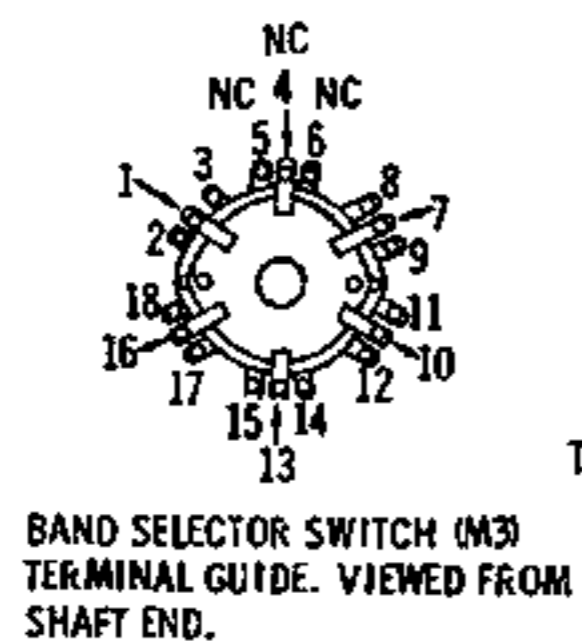 NC
NC 4 NC
5 6
1 3 8
7
2 9
18 11
16 10
17 12
15 14
13
BAND SELECTOR SWITCH (M3)
TERMINAL GUIDE. VIEWED FROM
SHAFT END.